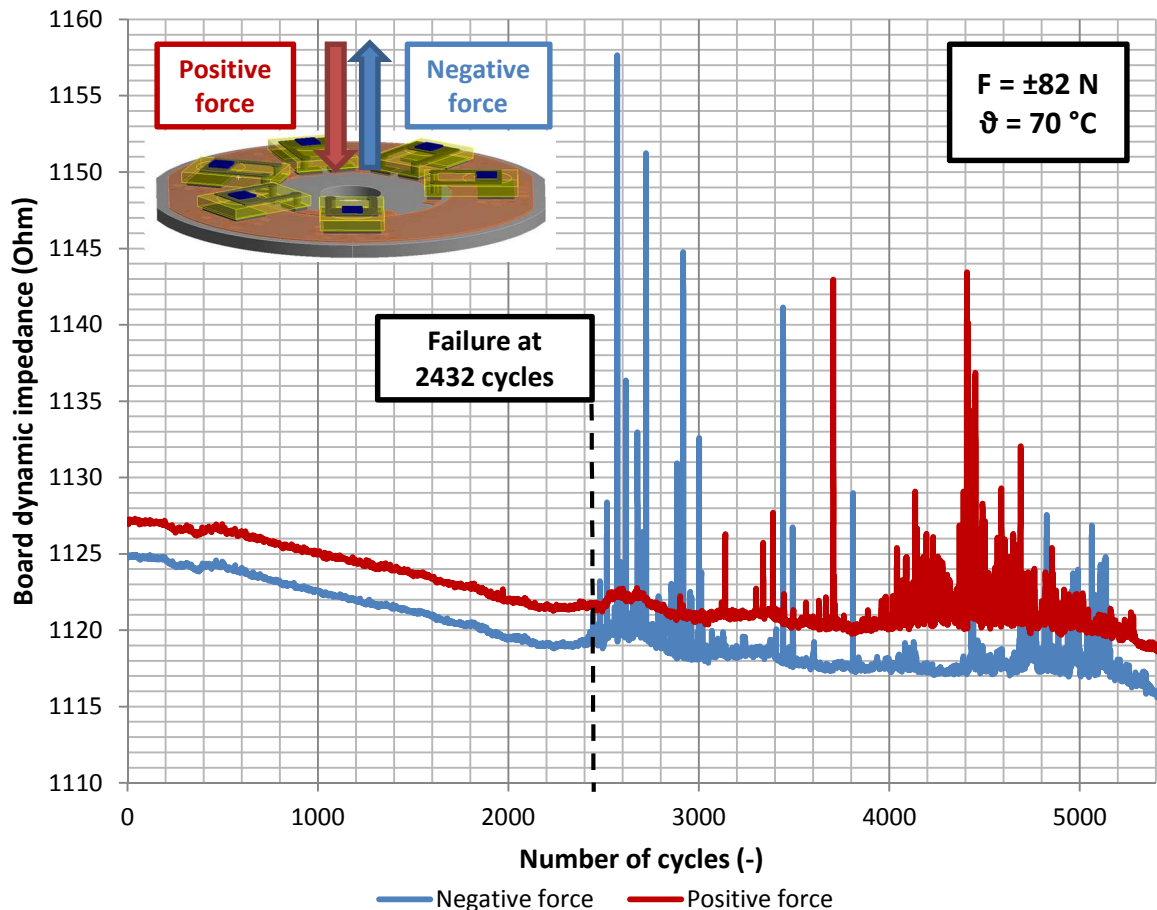 1160
1155
1150
1145
1140
1135
1130
1125
1120
1115
1110
Board dynamic impedance (Ohm)
Positive
force
Negative
force
F = ±82 N
ϑ = 70 °C
Failure at
2432 cycles
0 1000 2000 3000 4000 5000
Number of cycles (-)
Negative force Positive force